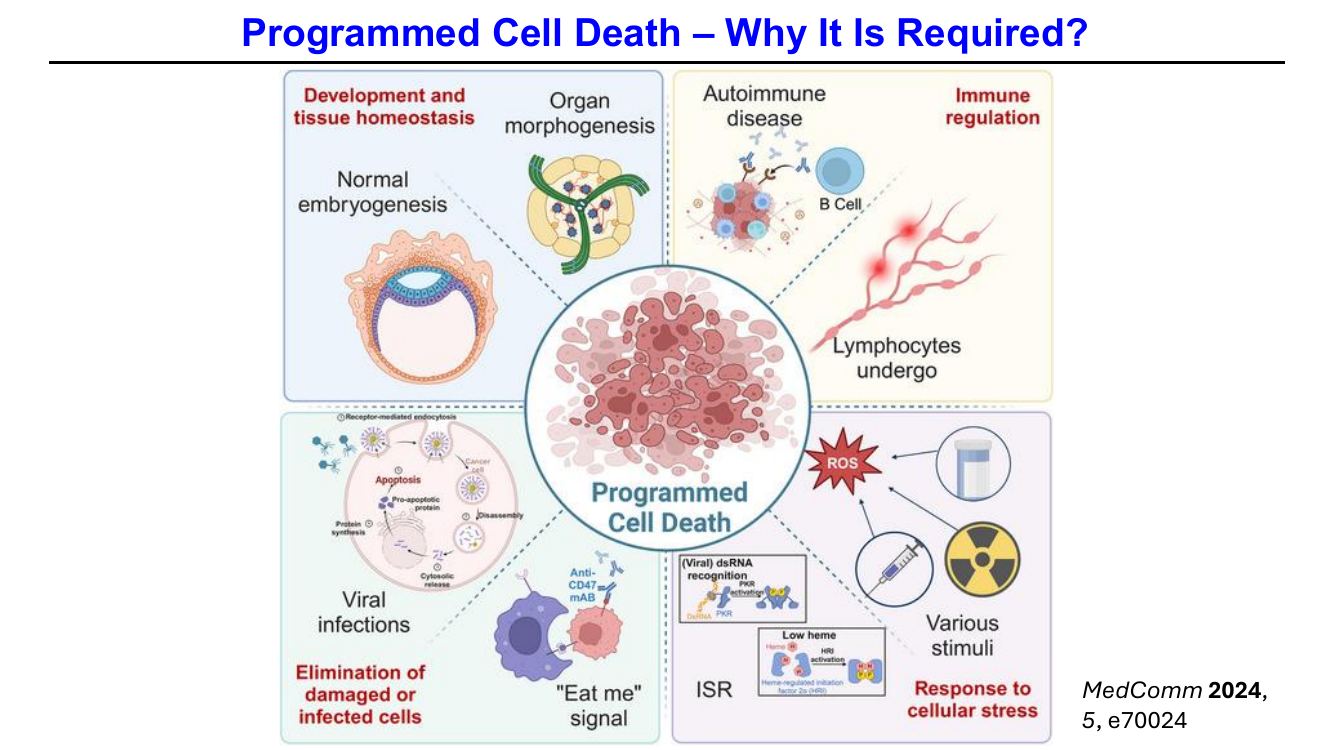 Programmed Cell Death – Why It Is Required?
Development and
tissue homeostasis
Organ
morphogenesis
Normal
embryogenesis
Autoimmune
disease
Immune
regulation
B Cell
Lymphocytes
undergo
Programmed
Cell Death
Receptor-mediated endocytosis
Cancer
cell
Apoptosis
Pro-apoptotic
protein
Disassembly
Protein
synthesis
Cytosolic
release
Viral
infections
Anti-
CD47
mAB
Elimination of
damaged or
infected cells
"Eat me"
signal
ROS
(Viral) dsRNA
recognition
PKR
activation
DsRNA
PKR
P P
Low heme
Heme H
HRI
activation
H
H
H H
P P
Heme-regulated initiation
factor 2α (HRI)
Various
stimuli
ISR
Response to
cellular stress
MedComm 2024,
5, e70024